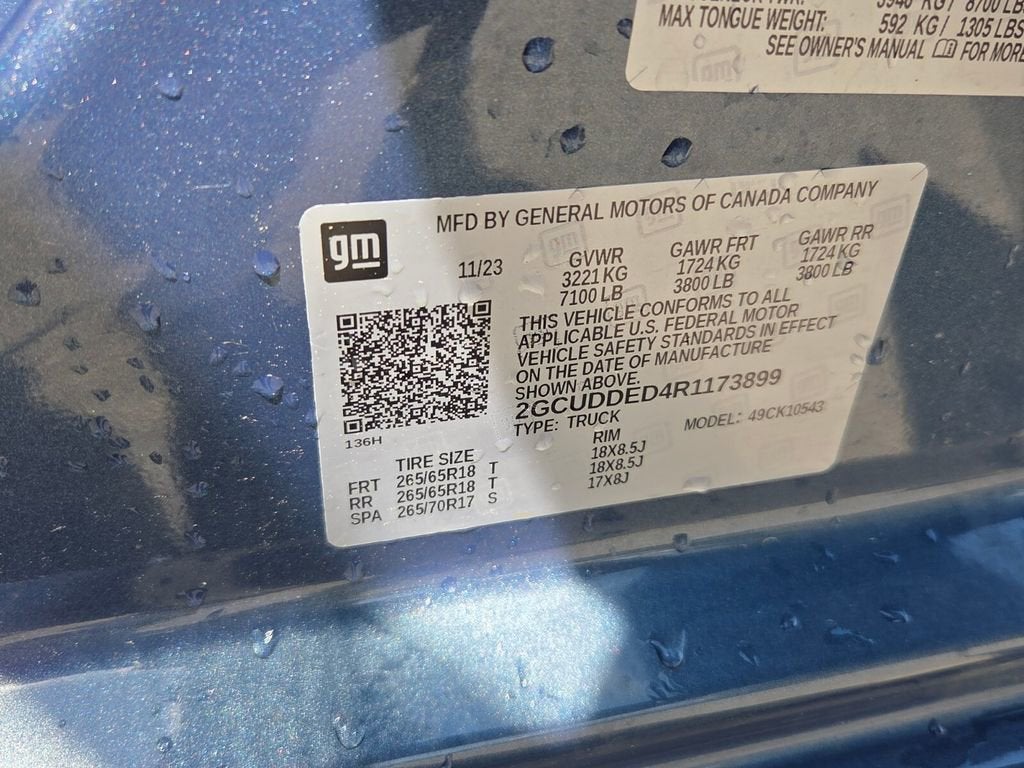 3946 KG / 8700 LBS
MAX TONGUE WEIGHT: 592 KG / 1305 LBS
SEE OWNER'S MANUAL FOR MORE
gm
MFD BY GENERAL MOTORS OF CANADA COMPANY
11/23
GVWR GAWR FRT GAWR RR
3221 KG 1724 KG 1724 KG
7100 LB 3800 LB 3800 LB
THIS VEHICLE CONFORMS TO ALL
APPLICABLE U.S. FEDERAL MOTOR
VEHICLE SAFETY STANDARDS IN EFFECT
ON THE DATE OF MANUFACTURE
SHOWN ABOVE.
2GCUDDED4R1173899
TYPE: TRUCK MODEL: 49CK10543
136H
TIRE SIZE RIM
FRT 265/65R18 T 18X8.5J
RR 265/65R18 T 18X8.5J
SPA 265/70R17 S 17X8J